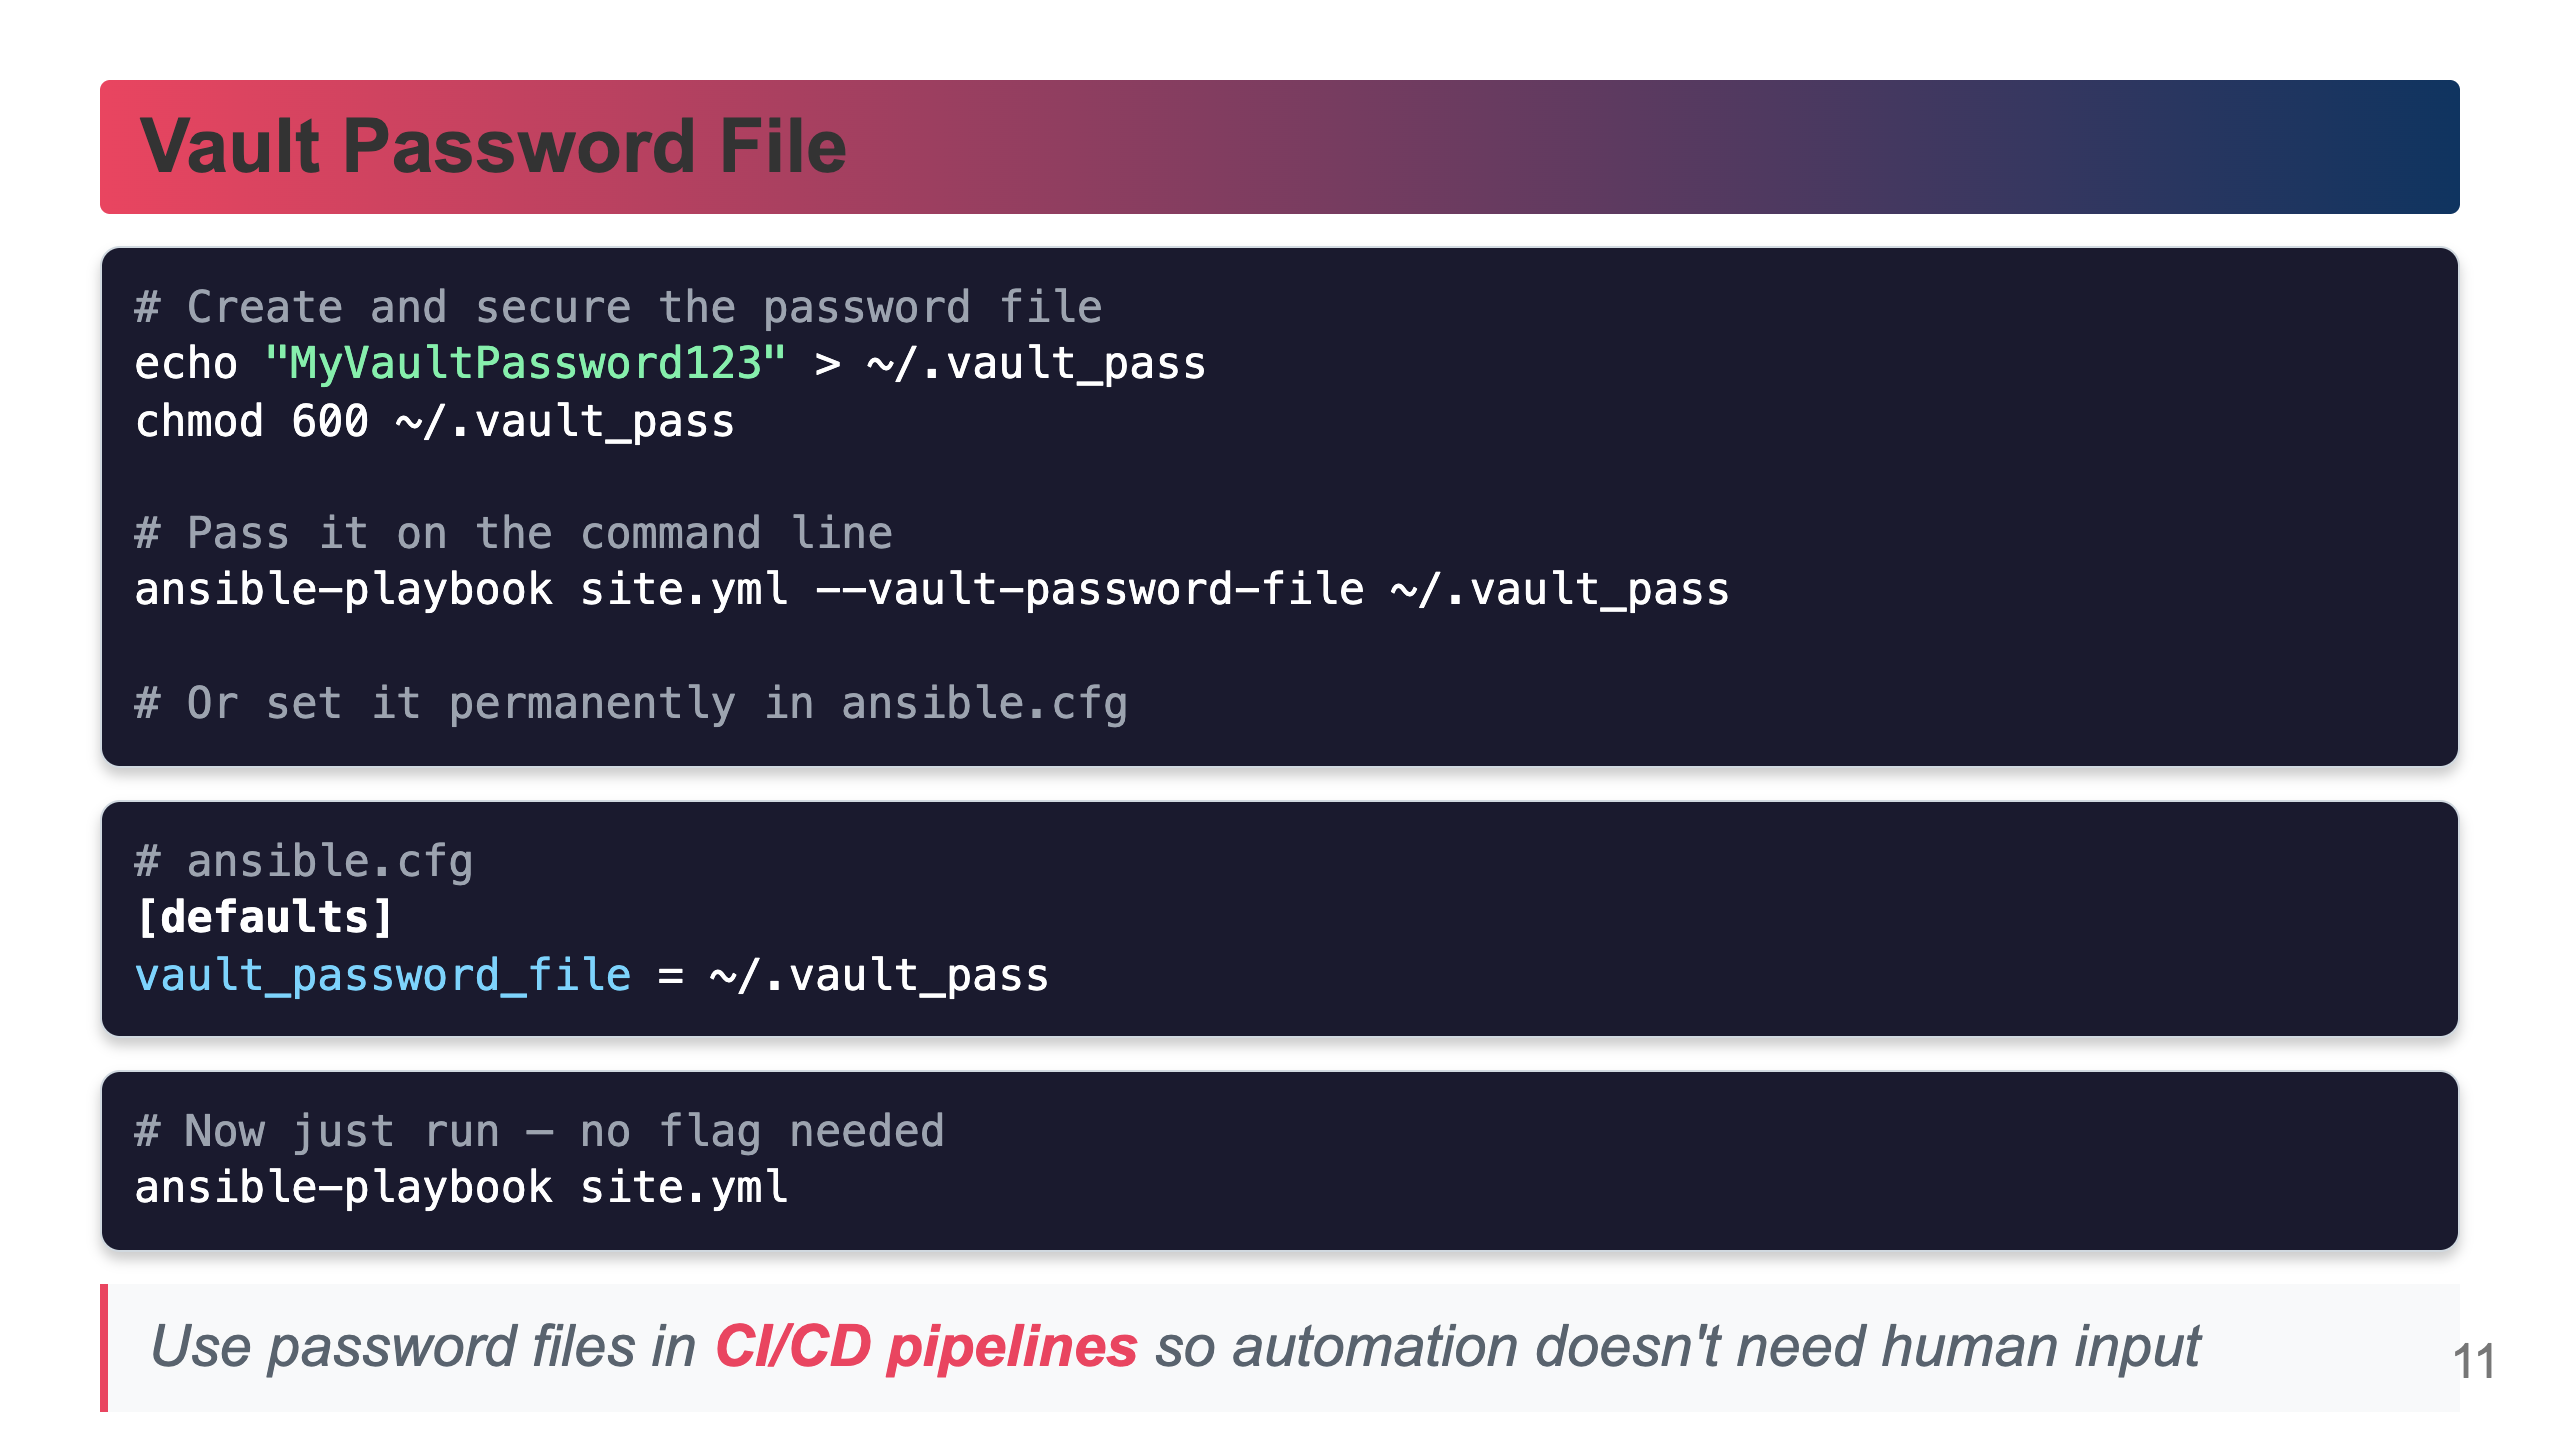 Vault Password File
# Create and secure the password file
echo "MyVaultPassword123" > ~/.vault_pass
chmod 600 ~/.vault_pass
# Pass it on the command line
ansible-playbook site.yml --vault-password-file ~/.vault_pass
# Or set it permanently in ansible.cfg
# ansible.cfg
[defaults]
vault_password_file = ~/.vault_pass
# Now just run — no flag needed
ansible-playbook site.yml
Use password files in CI/CD pipelines so automation doesn't need human input
11